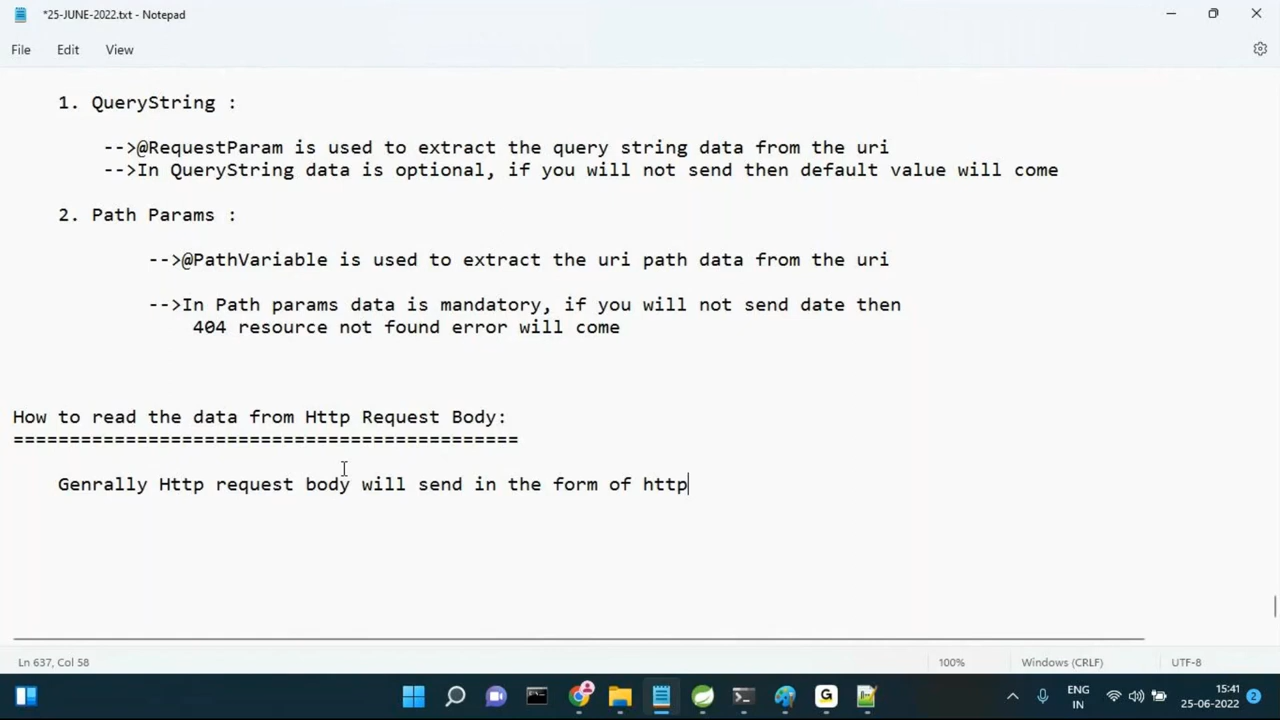 *25-JUNE-2022.txt - Notepad
File Edit View
1. QueryString :
-->@RequestParam is used to extract the query string data from the uri
-->In QueryString data is optional, if you will not send then default value will come
2. Path Params :
-->@PathVariable is used to extract the uri path data from the uri
-->In Path params data is mandatory, if you will not send date then
404 resource not found error will come
How to read the data from Http Request Body:
=============================================
Genrally Http request body will send in the form of http
Ln 637, Col 58 100% Windows (CRLF) UTF-8
ENG 15:41
IN 25-06-2022 2
G